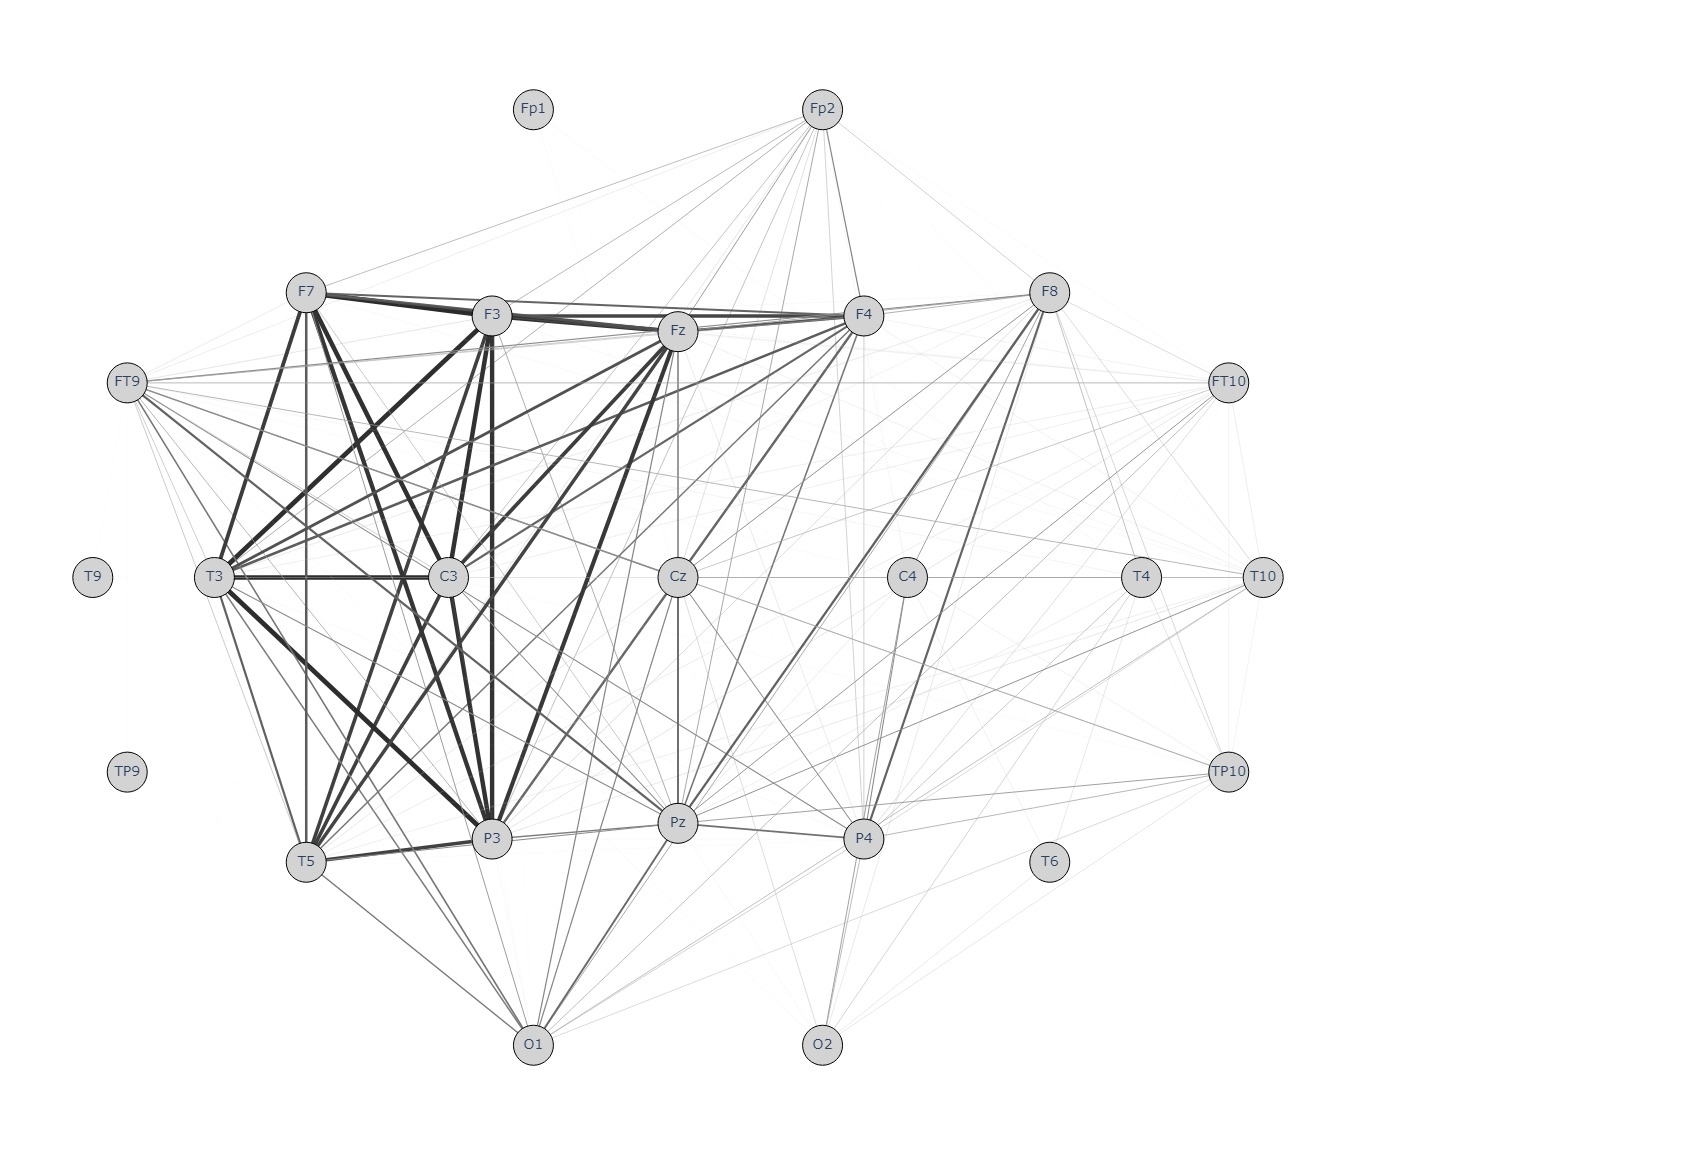 Fp1 Fp2
F7 F3 Fz F4 F8
FT9 FT10
T9 T3 C3 Cz C4 T4 T10
TP9 TP10
T5 P3 Pz P4 T6
O1 O2